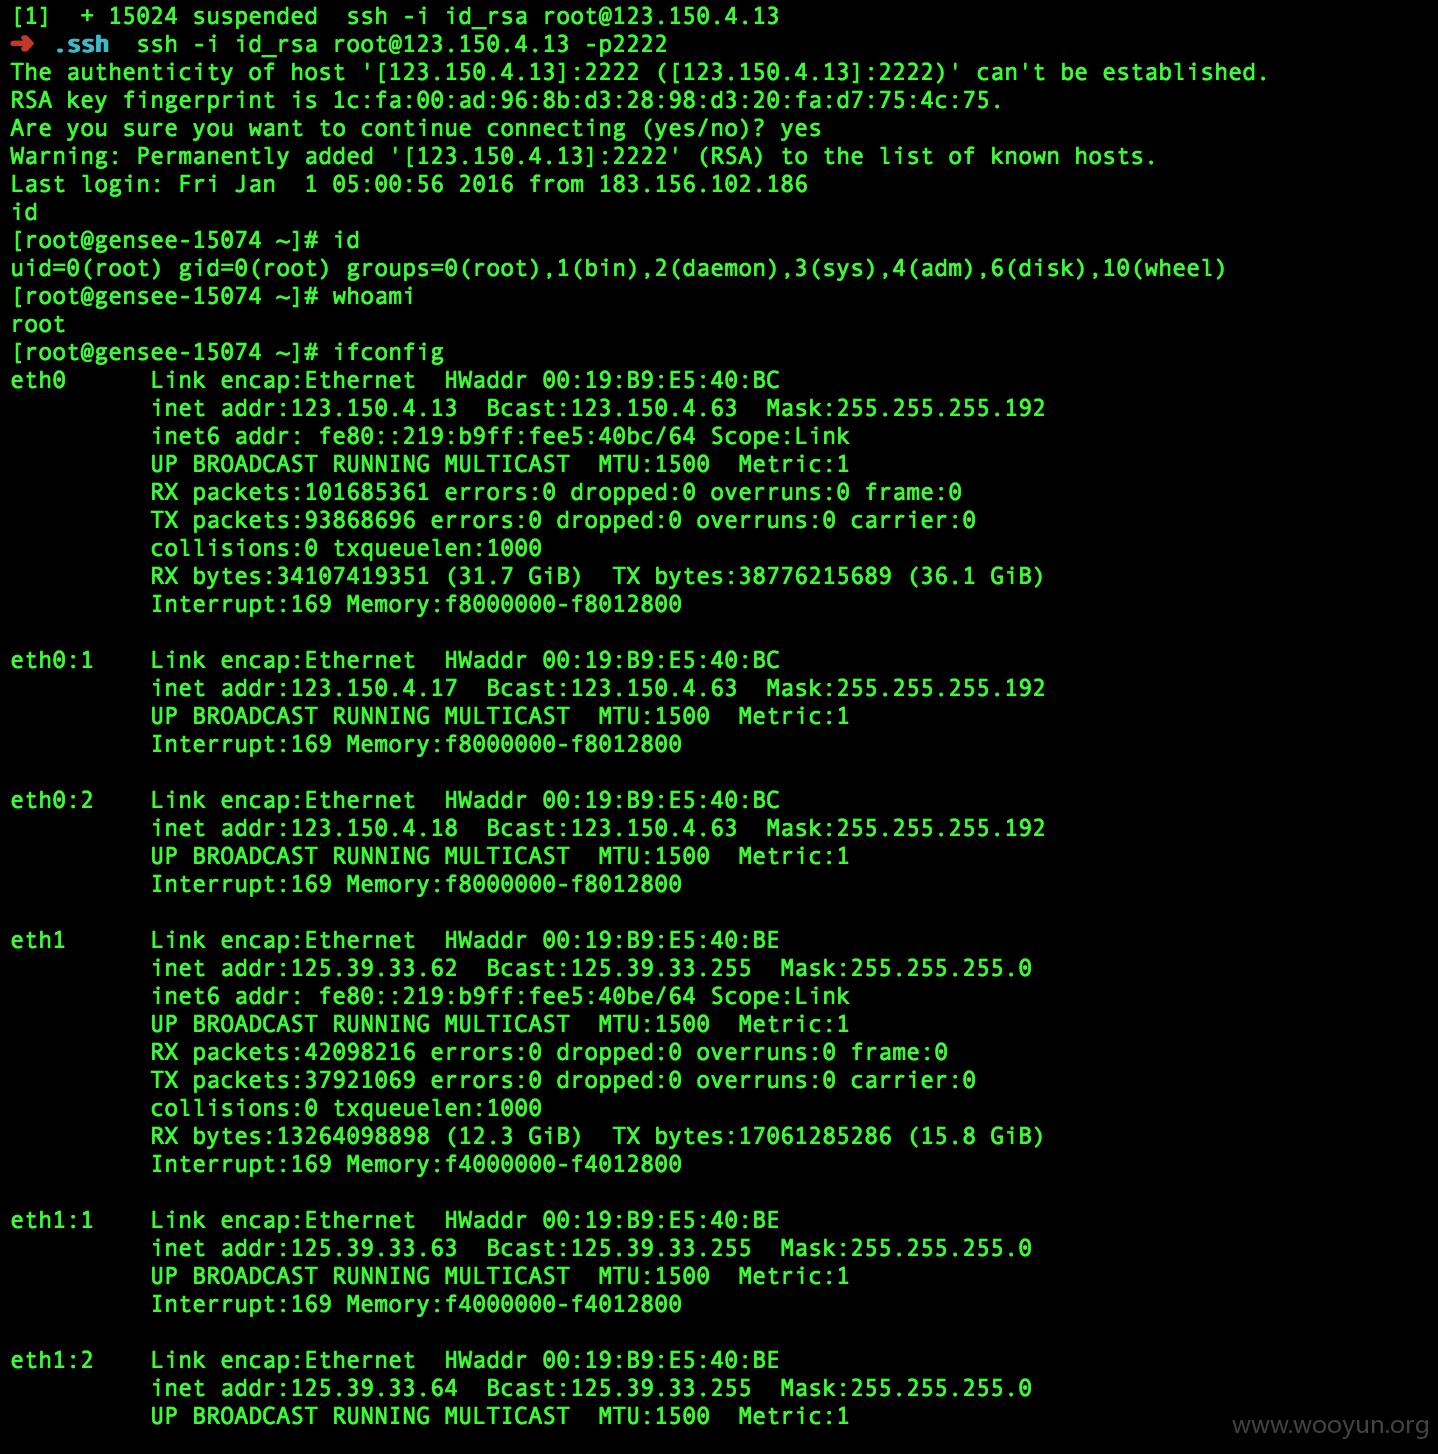 [1]  + 15024 suspended  ssh -i id_rsa root@123.150.4.13
➜ .ssh  ssh -i id_rsa root@123.150.4.13 -p2222
The authenticity of host '[123.150.4.13]:2222 ([123.150.4.13]:2222)' can't be established.
RSA key fingerprint is 1c:fa:00:ad:96:8b:d3:28:98:d3:20:fa:d7:75:4c:75.
Are you sure you want to continue connecting (yes/no)? yes
Warning: Permanently added '[123.150.4.13]:2222' (RSA) to the list of known hosts.
Last login: Fri Jan  1 05:00:56 2016 from 183.156.102.186
id
[root@gensee-15074 ~]# id
uid=0(root) gid=0(root) groups=0(root),1(bin),2(daemon),3(sys),4(adm),6(disk),10(wheel)
[root@gensee-15074 ~]# whoami
root
[root@gensee-15074 ~]# ifconfig
eth0      Link encap:Ethernet  HWaddr 00:19:B9:E5:40:BC
          inet addr:123.150.4.13  Bcast:123.150.4.63  Mask:255.255.255.192
          inet6 addr: fe80::219:b9ff:fee5:40bc/64 Scope:Link
          UP BROADCAST RUNNING MULTICAST  MTU:1500  Metric:1
          RX packets:101685361 errors:0 dropped:0 overruns:0 frame:0
          TX packets:93868696 errors:0 dropped:0 overruns:0 carrier:0
          collisions:0 txqueuelen:1000
          RX bytes:34107419351 (31.7 GiB)  TX bytes:38776215689 (36.1 GiB)
          Interrupt:169 Memory:f8000000-f8012800

eth0:1    Link encap:Ethernet  HWaddr 00:19:B9:E5:40:BC
          inet addr:123.150.4.17  Bcast:123.150.4.63  Mask:255.255.255.192
          UP BROADCAST RUNNING MULTICAST  MTU:1500  Metric:1
          Interrupt:169 Memory:f8000000-f8012800

eth0:2    Link encap:Ethernet  HWaddr 00:19:B9:E5:40:BC
          inet addr:123.150.4.18  Bcast:123.150.4.63  Mask:255.255.255.192
          UP BROADCAST RUNNING MULTICAST  MTU:1500  Metric:1
          Interrupt:169 Memory:f8000000-f8012800

eth1      Link encap:Ethernet  HWaddr 00:19:B9:E5:40:BE
          inet addr:125.39.33.62  Bcast:125.39.33.255  Mask:255.255.255.0
          inet6 addr: fe80::219:b9ff:fee5:40be/64 Scope:Link
          UP BROADCAST RUNNING MULTICAST  MTU:1500  Metric:1
          RX packets:42098216 errors:0 dropped:0 overruns:0 frame:0
          TX packets:37921069 errors:0 dropped:0 overruns:0 carrier:0
          collisions:0 txqueuelen:1000
          RX bytes:13264098898 (12.3 GiB)  TX bytes:17061285286 (15.8 GiB)
          Interrupt:169 Memory:f4000000-f4012800

eth1:1    Link encap:Ethernet  HWaddr 00:19:B9:E5:40:BE
          inet addr:125.39.33.63  Bcast:125.39.33.255  Mask:255.255.255.0
          UP BROADCAST RUNNING MULTICAST  MTU:1500  Metric:1
          Interrupt:169 Memory:f4000000-f4012800

eth1:2    Link encap:Ethernet  HWaddr 00:19:B9:E5:40:BE
          inet addr:125.39.33.64  Bcast:125.39.33.255  Mask:255.255.255.0
          UP BROADCAST RUNNING MULTICAST  MTU:1500  Metric:1
www.wooyun.org